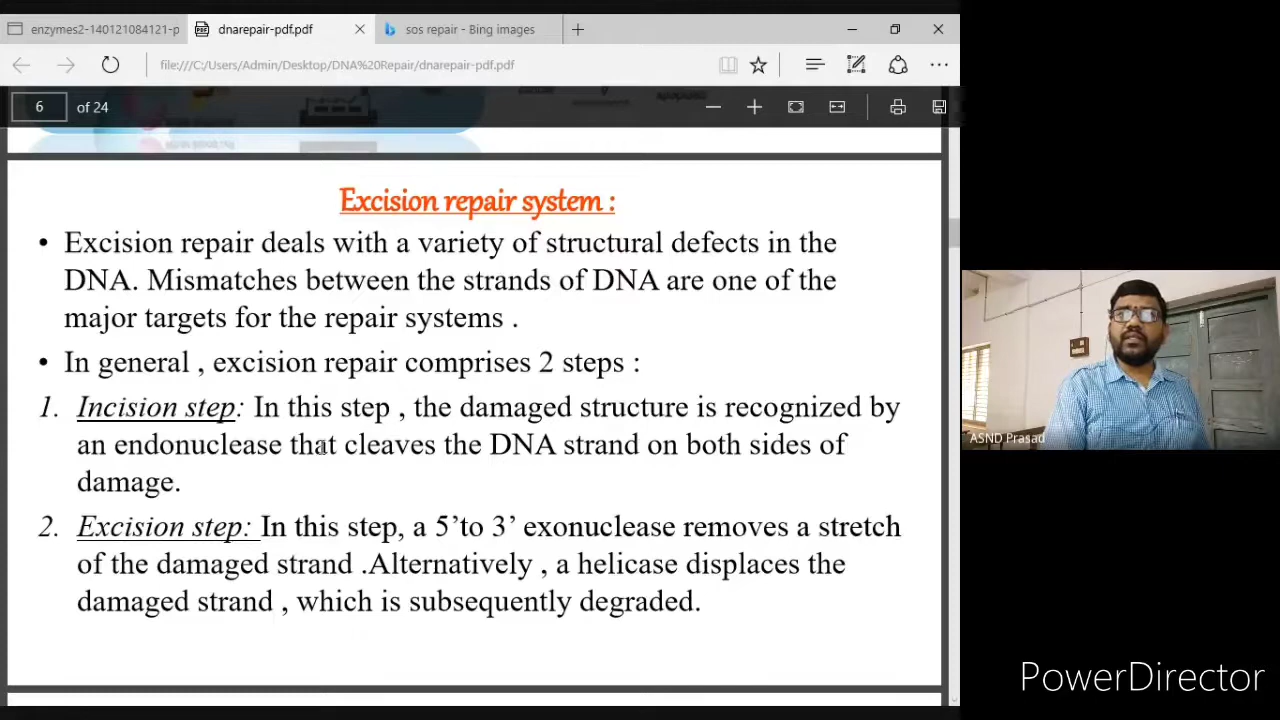 enzymes2-140121084121-p
dnarepair-pdf.pdf
sos repair - Bing images
file:///C:/Users/Admin/Desktop/DNA%20Repair/dnarepair-pdf.pdf
6 of 24
Excision repair system :
• Excision repair deals with a variety of structural defects in the
DNA. Mismatches between the strands of DNA are one of the
major targets for the repair systems .
• In general , excision repair comprises 2 steps :
1. Incision step: In this step , the damaged structure is recognized by
an endonuclease that cleaves the DNA strand on both sides of
damage.
2. Excision step: In this step, a 5’to 3’ exonuclease removes a stretch
of the damaged strand .Alternatively , a helicase displaces the
damaged strand , which is subsequently degraded.
ASND Prasad
PowerDirector